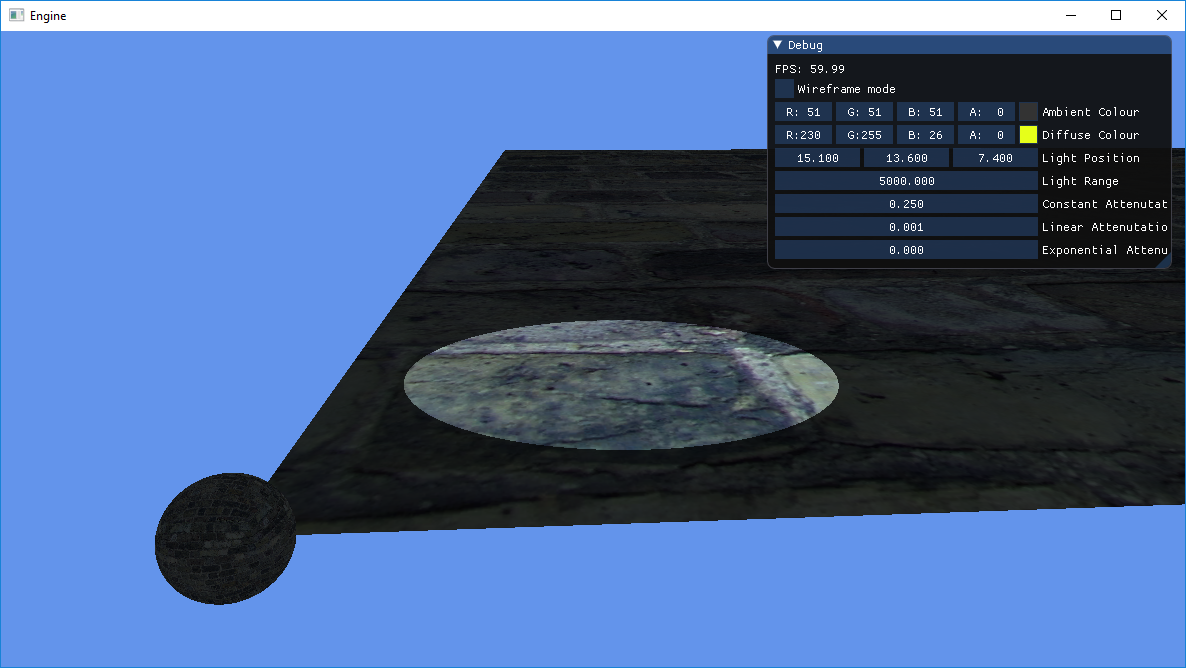 Engine
Debug
FPS: 59.99
Wireframe mode
R: 51 G: 51 B: 51 A: 0 Ambient Colour
R:230 G:255 B: 26 A: 0 Diffuse Colour
15.100 13.600 7.400 Light Position
5000.000 Light Range
0.250 Constant Attenutat
0.001 Linear Attenutatio
0.000 Exponential Attenu